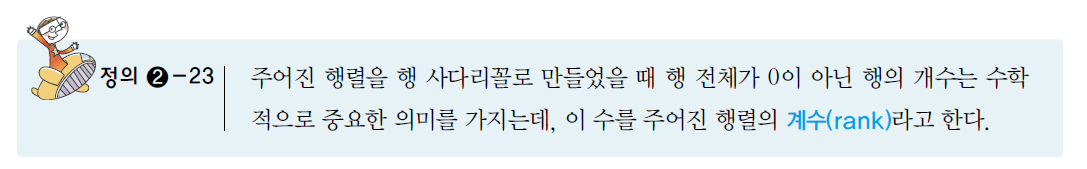 정의 ❷-23 주어진 행렬을 행 사다리꼴로 만들었을 때 행 전체가 0이 아닌 행의 개수는 수학
적으로 중요한 의미를 가지는데, 이 수를 주어진 행렬의 계수(rank)라고 한다.